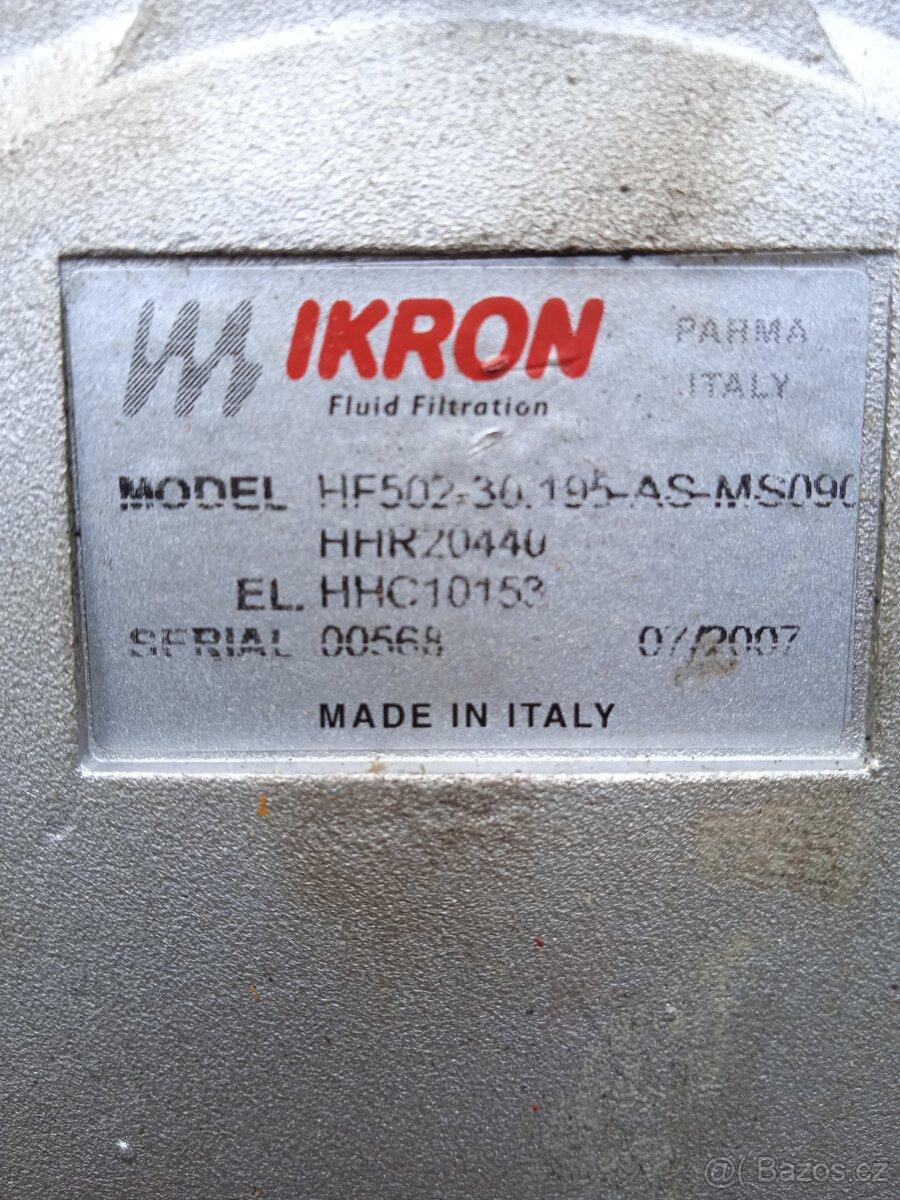 IKRON
Fluid Filtration
PARMA
ITALY
MODEL HF502-30.195-AS-MS090
HHR20440
EL. HHC10153
SERIAL 00568 07/2007
MADE IN ITALY
@( Bazos.cz